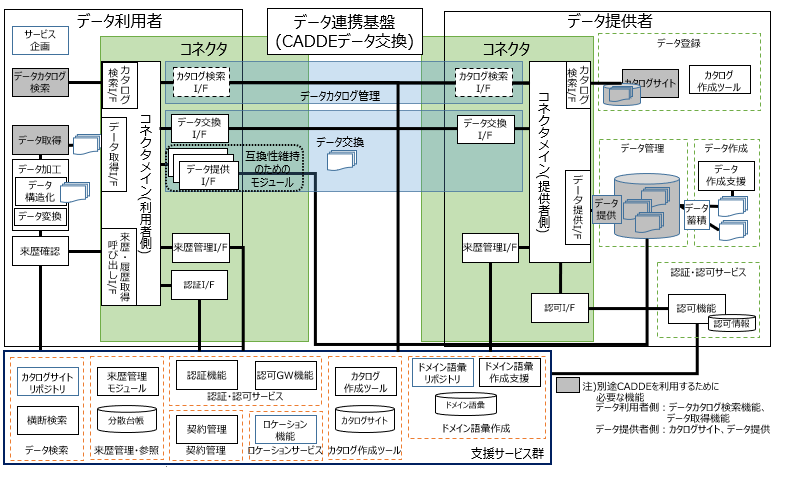 データ利用者
データ連携基盤
(CADDEデータ交換)
データ提供者
サービス
企画
データカタログ
検索
データ取得
データ加工
データ
構造化
データ変換
来歴確認
コネクタ
カタログ
検索I/F
データ取得I/F
来歴・履歴取得
呼び出しI/F
コネクタメイン(利用者側)
カタログ検索
I/F
データ交換
I/F
データ提供
I/F
互換性維持
のための
モジュール
来歴管理I/F
認証I/F
データカタログ管理
データ交換
コネクタ
カタログ検索
I/F
データ交換
I/F
来歴管理I/F
コネクタメイン(提供者側)
カタログ
検索I/F
データ提供I/F
認可I/F
データ登録
カタログサイト
カタログ
作成ツール
データ管理
データ
提供
データ
蓄積
データ作成
データ
作成支援
認証・認可サービス
認可機能
認可情報
カタログサイト
リポジトリ
横断検索
データ検索
来歴管理
モジュール
分散台帳
来歴管理・参照
認証機能
認可GW機能
認証・認可サービス
契約管理
契約管理
ロケーション
機能
ロケーションサービス
カタログ
作成ツール
カタログサイト
カタログ作成ツール
ドメイン語彙
リポジトリ
ドメイン語彙
作成支援
ドメイン語彙
ドメイン語彙作成
支援サービス群
注)別途CADDEを利用するために
必要な機能
データ利用者側：データカタログ検索機能、
データ取得機能
データ提供者側：カタログサイト、データ提供